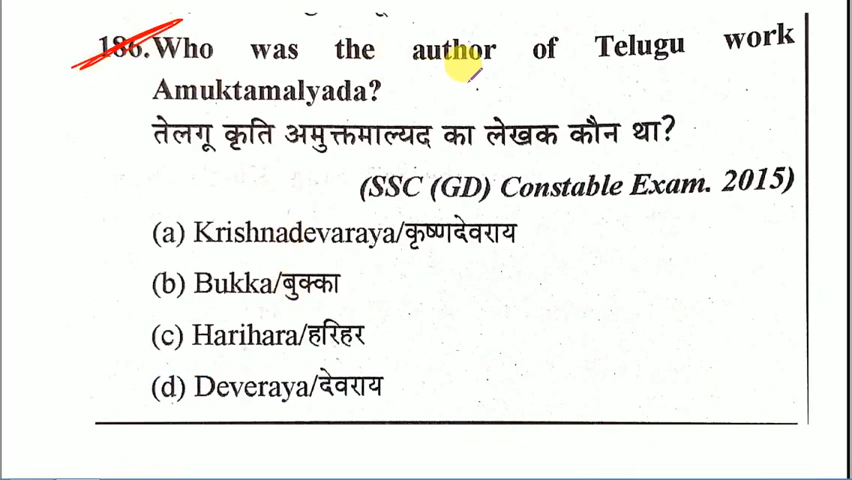 186. Who was the author of Telugu work
Amuktamalyada?
तेलगू कृति अमुक्तमाल्यद का लेखक कौन था?
(SSC (GD) Constable Exam. 2015)
(a) Krishnadevaraya/कृष्णदेवराय
(b) Bukka/बुक्का
(c) Harihara/हरिहर
(d) Deveraya/देवराय